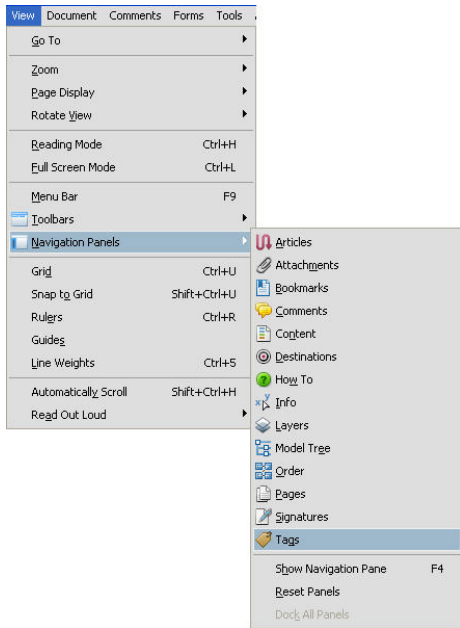 View Document Comments Forms Tools
Go To
Zoom
Page Display
Rotate View
Reading Mode Ctrl+H
Full Screen Mode Ctrl+L
Menu Bar F9
Toolbars
Navigation Panels
Grid Ctrl+U
Snap to Grid Shift+Ctrl+U
Rulers Ctrl+R
Guides
Line Weights Ctrl+5
Automatically Scroll Shift+Ctrl+H
Read Out Loud
Articles
Attachments
Bookmarks
Comments
Content
Destinations
How To
Info
Layers
Model Tree
Order
Pages
Signatures
Tags
Show Navigation Pane F4
Reset Panels
Dock All Panels